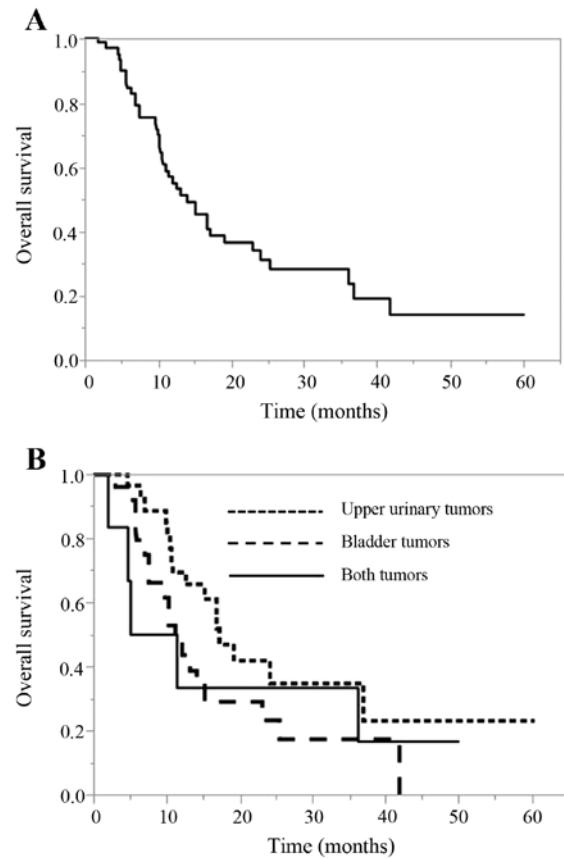 A
1.0
0.8
0.6
0.4
0.2
0.0
Overall survival
0 10 20 30 40 50 60
Time (months)
B
1.0
0.8
0.6
0.4
0.2
0.0
Overall survival
Upper urinary tumors
Bladder tumors
Both tumors
0 10 20 30 40 50 60
Time (months)